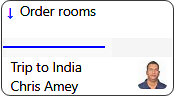 Order rooms
Trip to India
Chris Amey